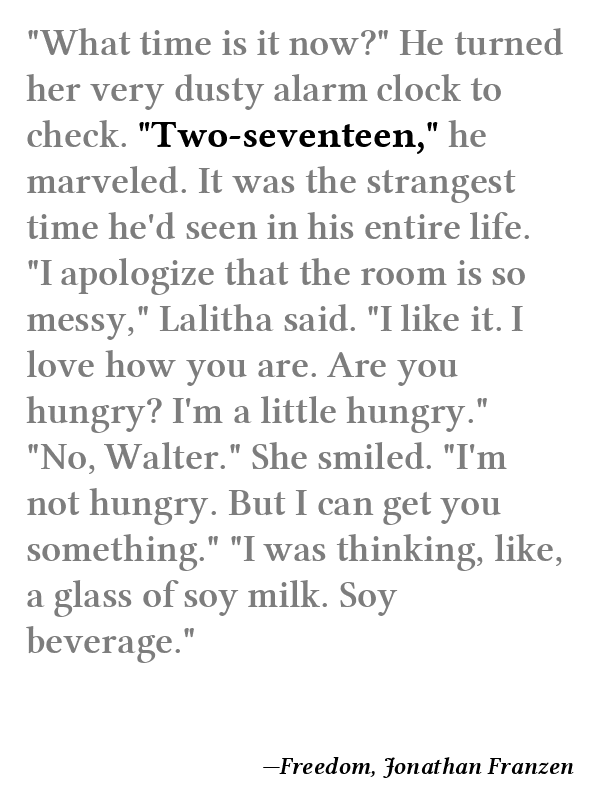 "What time is it now?" He turned
her very dusty alarm clock to
check. "Two-seventeen," he
marveled. It was the strangest
time he'd seen in his entire life.
"I apologize that the room is so
messy," Lalitha said. "I like it. I
love how you are. Are you
hungry? I'm a little hungry."
"No, Walter." She smiled. "I'm
not hungry. But I can get you
something." "I was thinking, like,
a glass of soy milk. Soy
beverage."
—Freedom, Jonathan Franzen